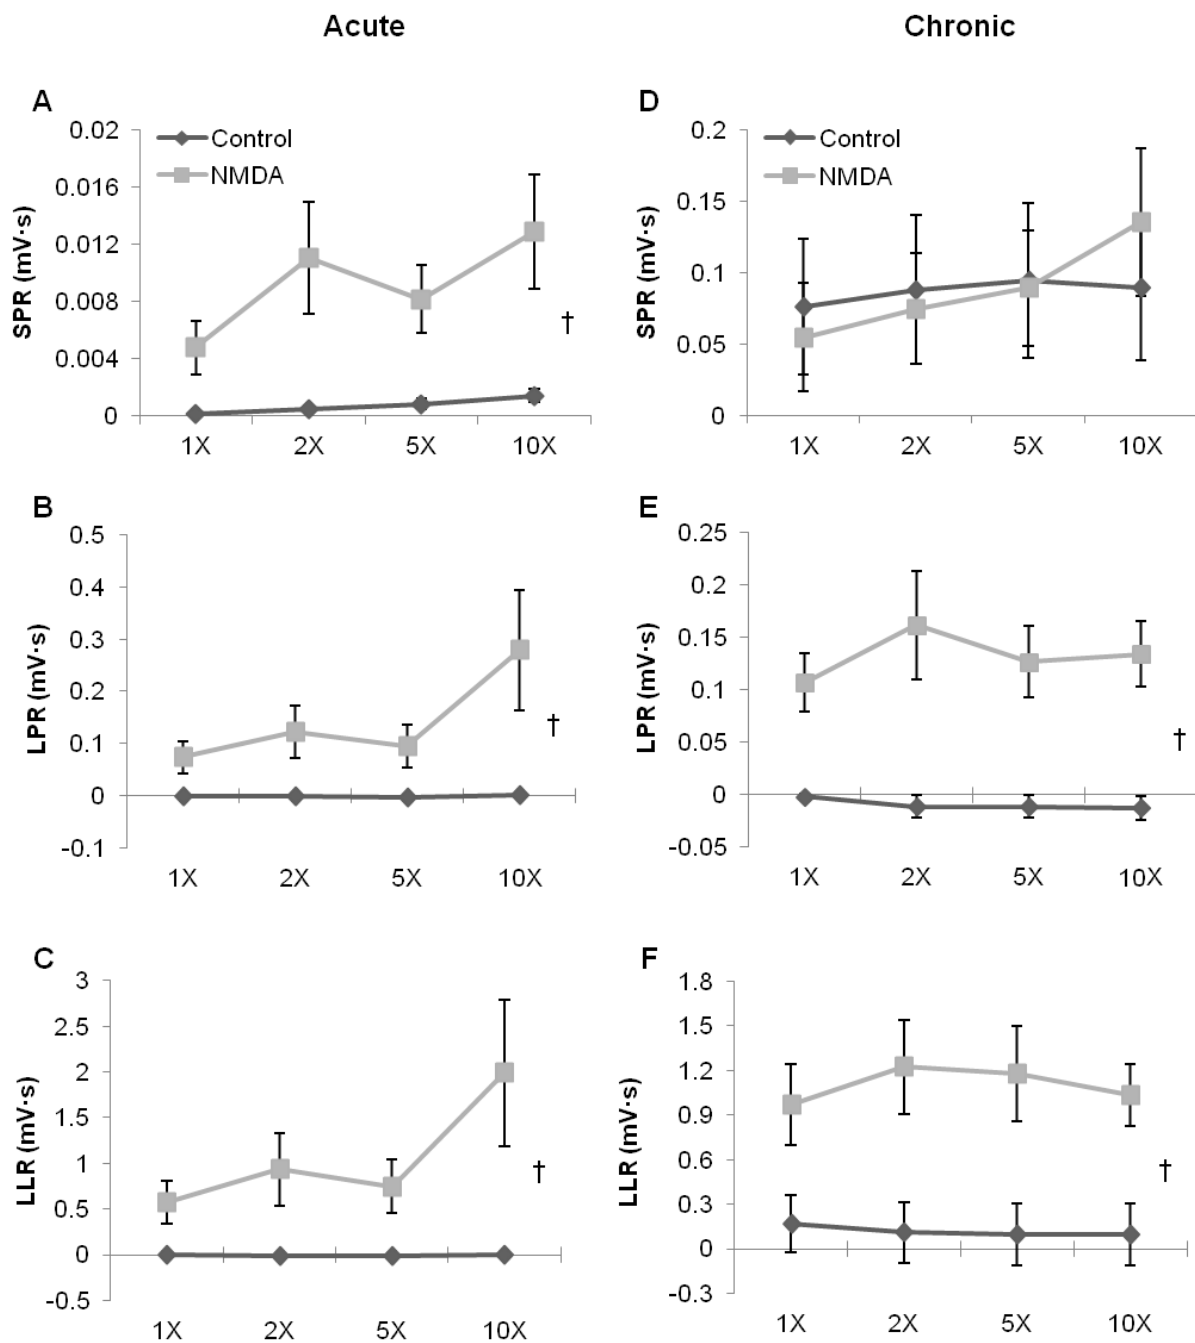 Acute
Chronic
A
SPR (mV·s)
0.02
0.016
0.012
0.008
0.004
0
Control
NMDA
†
1X 2X 5X 10X
D
SPR (mV·s)
0.2
0.15
0.1
0.05
0
Control
NMDA
1X 2X 5X 10X
B
LPR (mV·s)
0.5
0.4
0.3
0.2
0.1
0
-0.1
†
1X 2X 5X 10X
E
LPR (mV·s)
0.25
0.2
0.15
0.1
0.05
0
-0.05
†
1X 2X 5X 10X
C
LLR (mV·s)
3
2.5
2
1.5
1
0.5
0
-0.5
†
1X 2X 5X 10X
F
LLR (mV·s)
1.8
1.5
1.2
0.9
0.6
0.3
0
-0.3
†
1X 2X 5X 10X